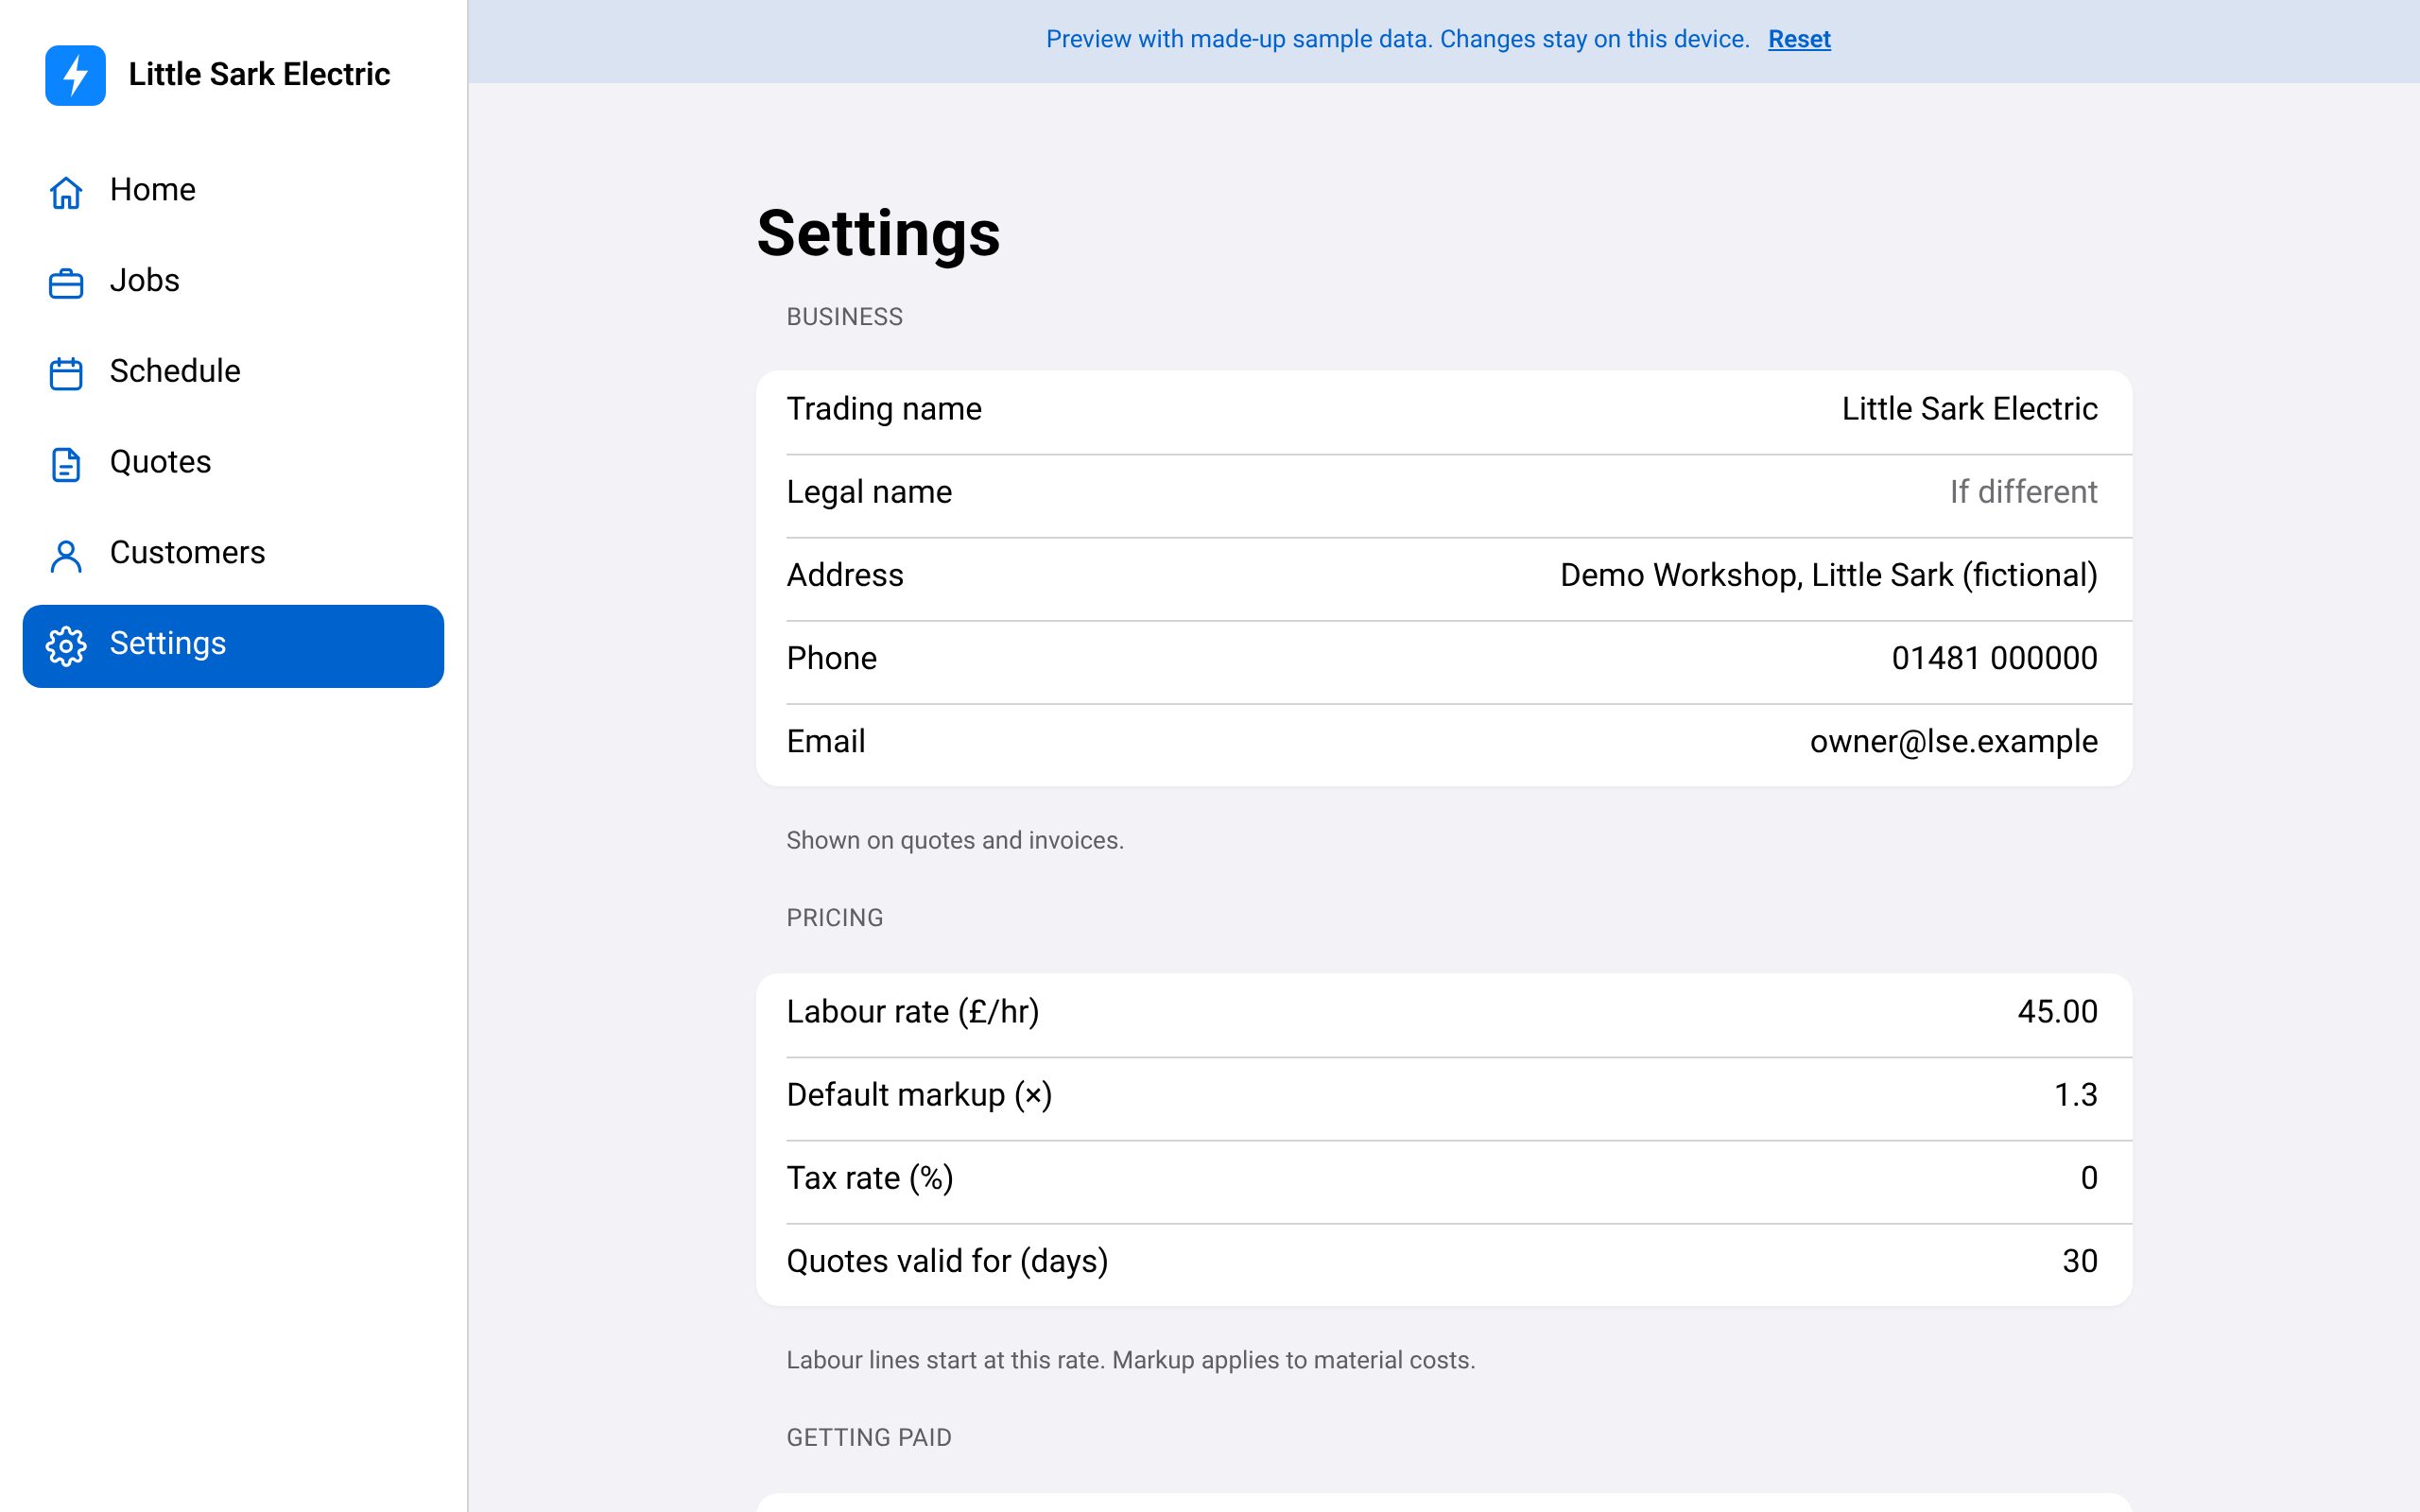 Little Sark Electric
Home
Jobs
Schedule
Quotes
Customers
Settings
Preview with made-up sample data. Changes stay on this device. Reset
Settings
BUSINESS
Trading name Little Sark Electric
Legal name If different
Address Demo Workshop, Little Sark (fictional)
Phone 01481 000000
Email owner@lse.example
Shown on quotes and invoices.
PRICING
Labour rate (£/hr) 45.00
Default markup (×) 1.3
Tax rate (%) 0
Quotes valid for (days) 30
Labour lines start at this rate. Markup applies to material costs.
GETTING PAID